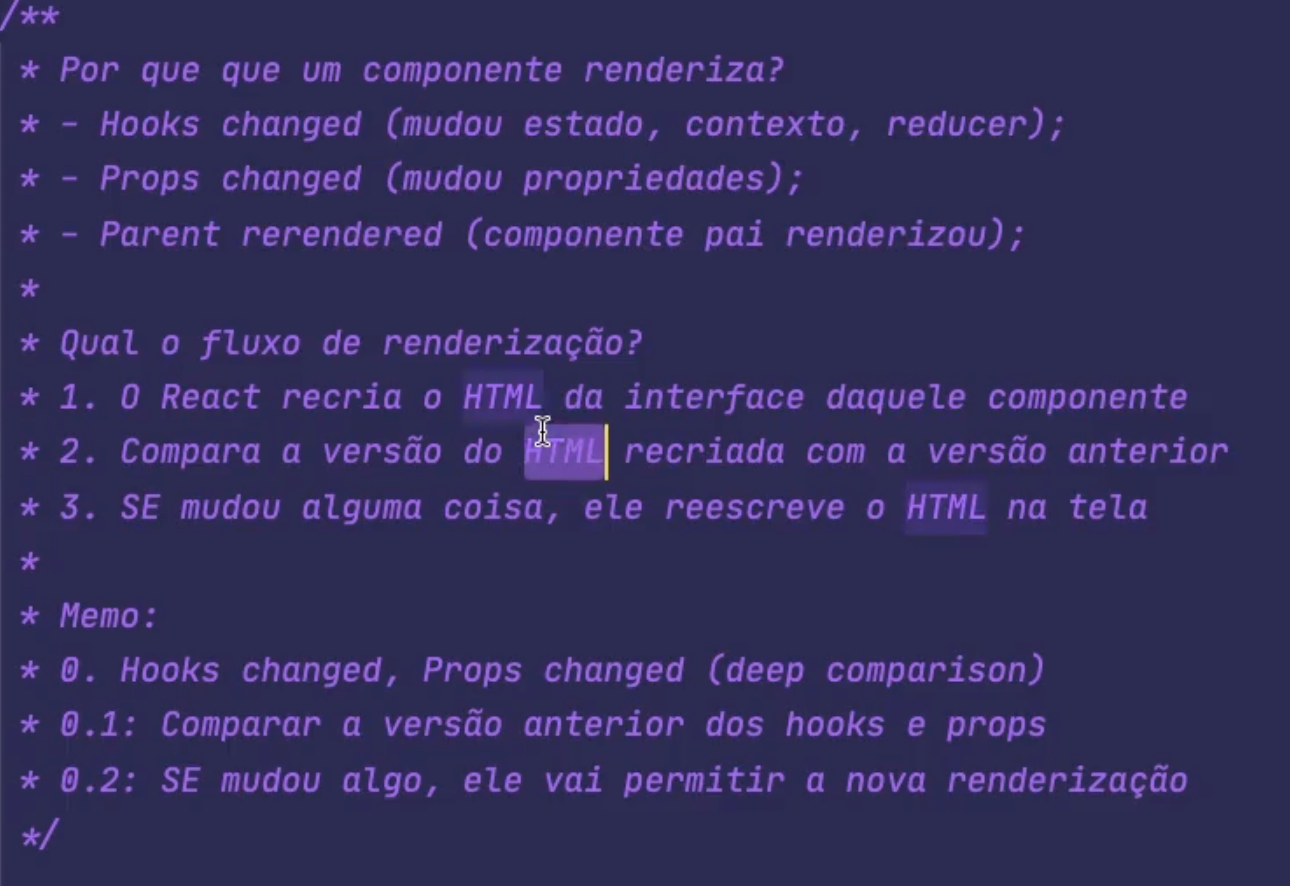 /**
* Por que que um componente renderiza?
* - Hooks changed (mudou estado, contexto, reducer);
* - Props changed (mudou propriedades);
* - Parent rerendered (componente pai renderizou);
*
* Qual o fluxo de renderização?
* 1. O React recria o HTML da interface daquele componente
* 2. Compara a versão do HTML recriada com a versão anterior
* 3. SE mudou alguma coisa, ele reescreve o HTML na tela
*
* Memo:
* 0. Hooks changed, Props changed (deep comparison)
* 0.1: Comparar a versão anterior dos hooks e props
* 0.2: SE mudou algo, ele vai permitir a nova renderização
*/